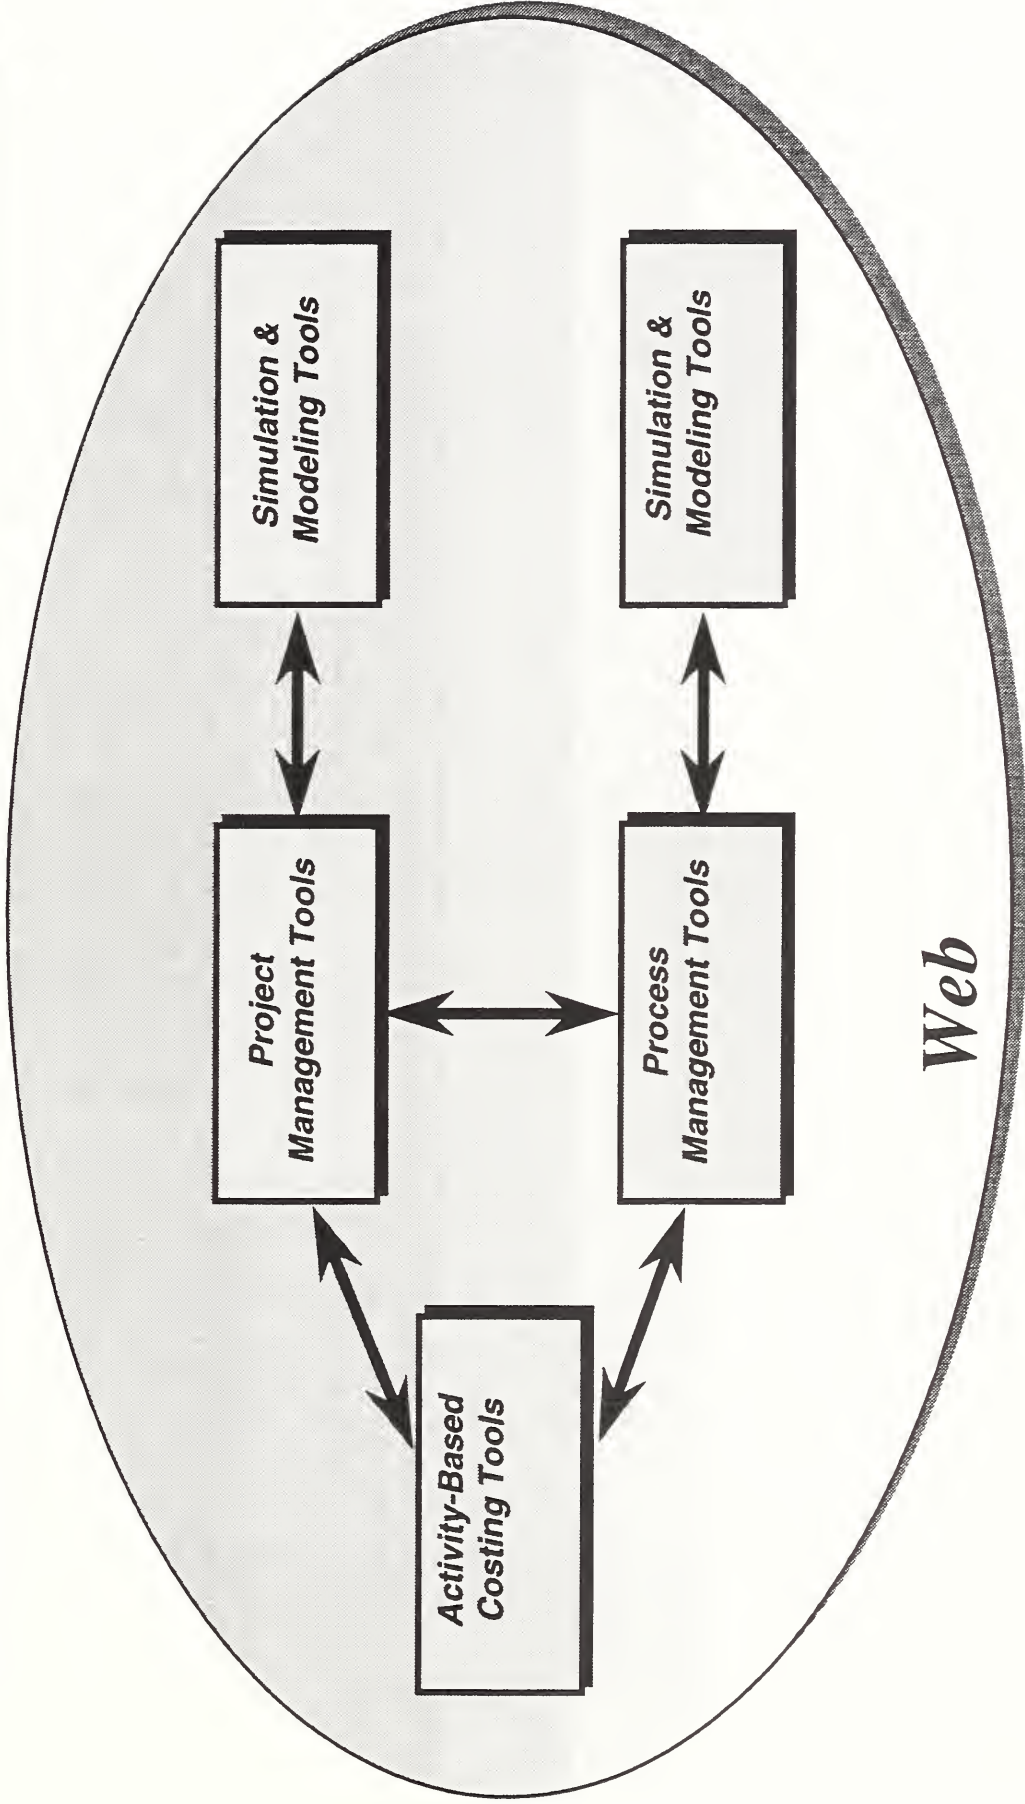 Activity-Based
Costing Tools
Project
Management Tools
Simulation &
Modeling Tools
Process
Management Tools
Simulation &
Modeling Tools
Web